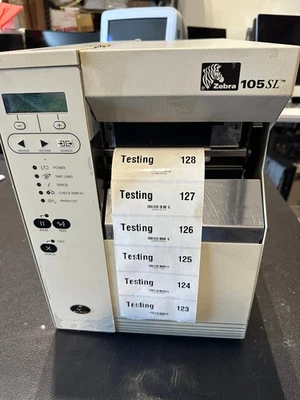 Zebra 105SL™
POWER
TAKE LABEL
ERROR
CHECK RIBBON
PAPER OUT
Testing 128
Testing 127
Testing 126
Testing 125
Testing 124
Testing 123